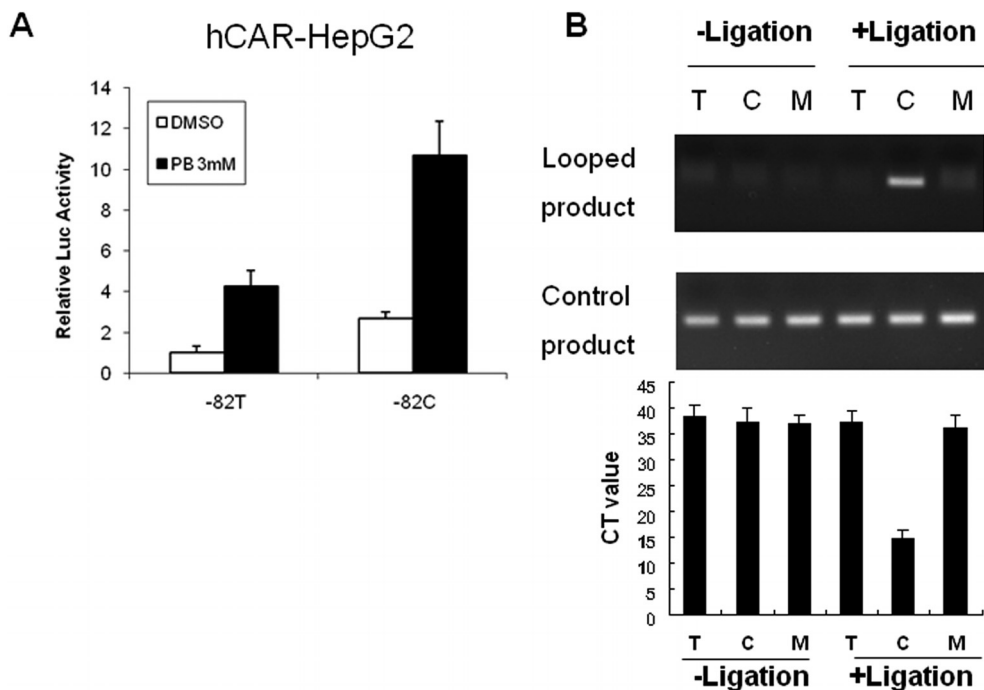 A
hCAR-HepG2
Relative Luc Activity
14
12
10
8
6
4
2
0
DMSO
PB 3mM
-82T
-82C
B
-Ligation
+Ligation
T C M T C M
Looped
product
Control
product
CT value
45
40
35
30
25
20
15
10
5
0
T C M T C M
-Ligation
+Ligation